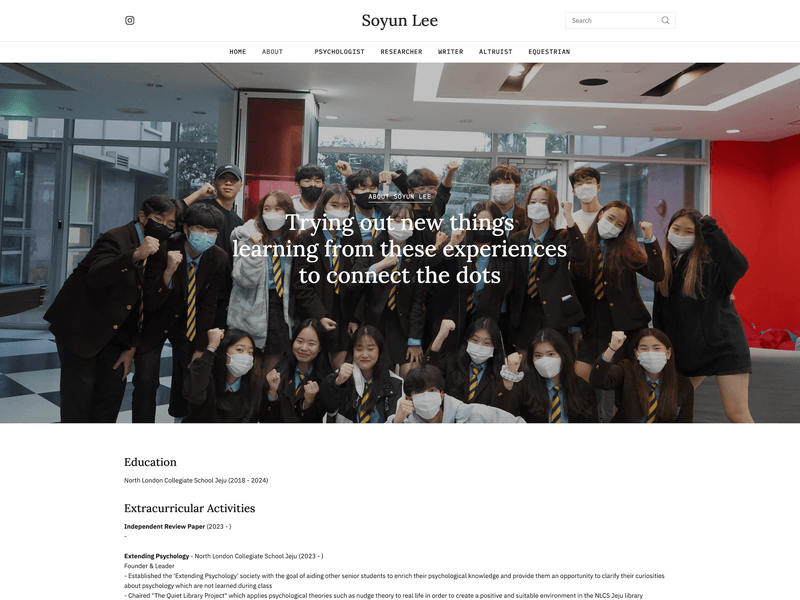 Soyun Lee
Search
HOME ABOUT PSYCHOLOGIST RESEARCHER WRITER ALTRUIST EQUESTRIAN
ABOUT SOYUN LEE
Trying out new things
learning from these experiences
to connect the dots
Education
North London Collegiate School Jeju (2018 - 2024)
Extracurricular Activities
Independent Review Paper (2023 - )
-
Extending Psychology - North London Collegiate School Jeju (2023 - )
Founder & Leader
- Established the 'Extending Psychology' society with the goal of aiding other senior students to enrich their psychological knowledge and provide them an opportunity to clarify their curiosities
about psychology which are not learned during class
- Chaired "The Quiet Library Project" which applies psychological theories such as nudge theory to real life in order to create a positive and suitable environment in the NLCS Jeju library